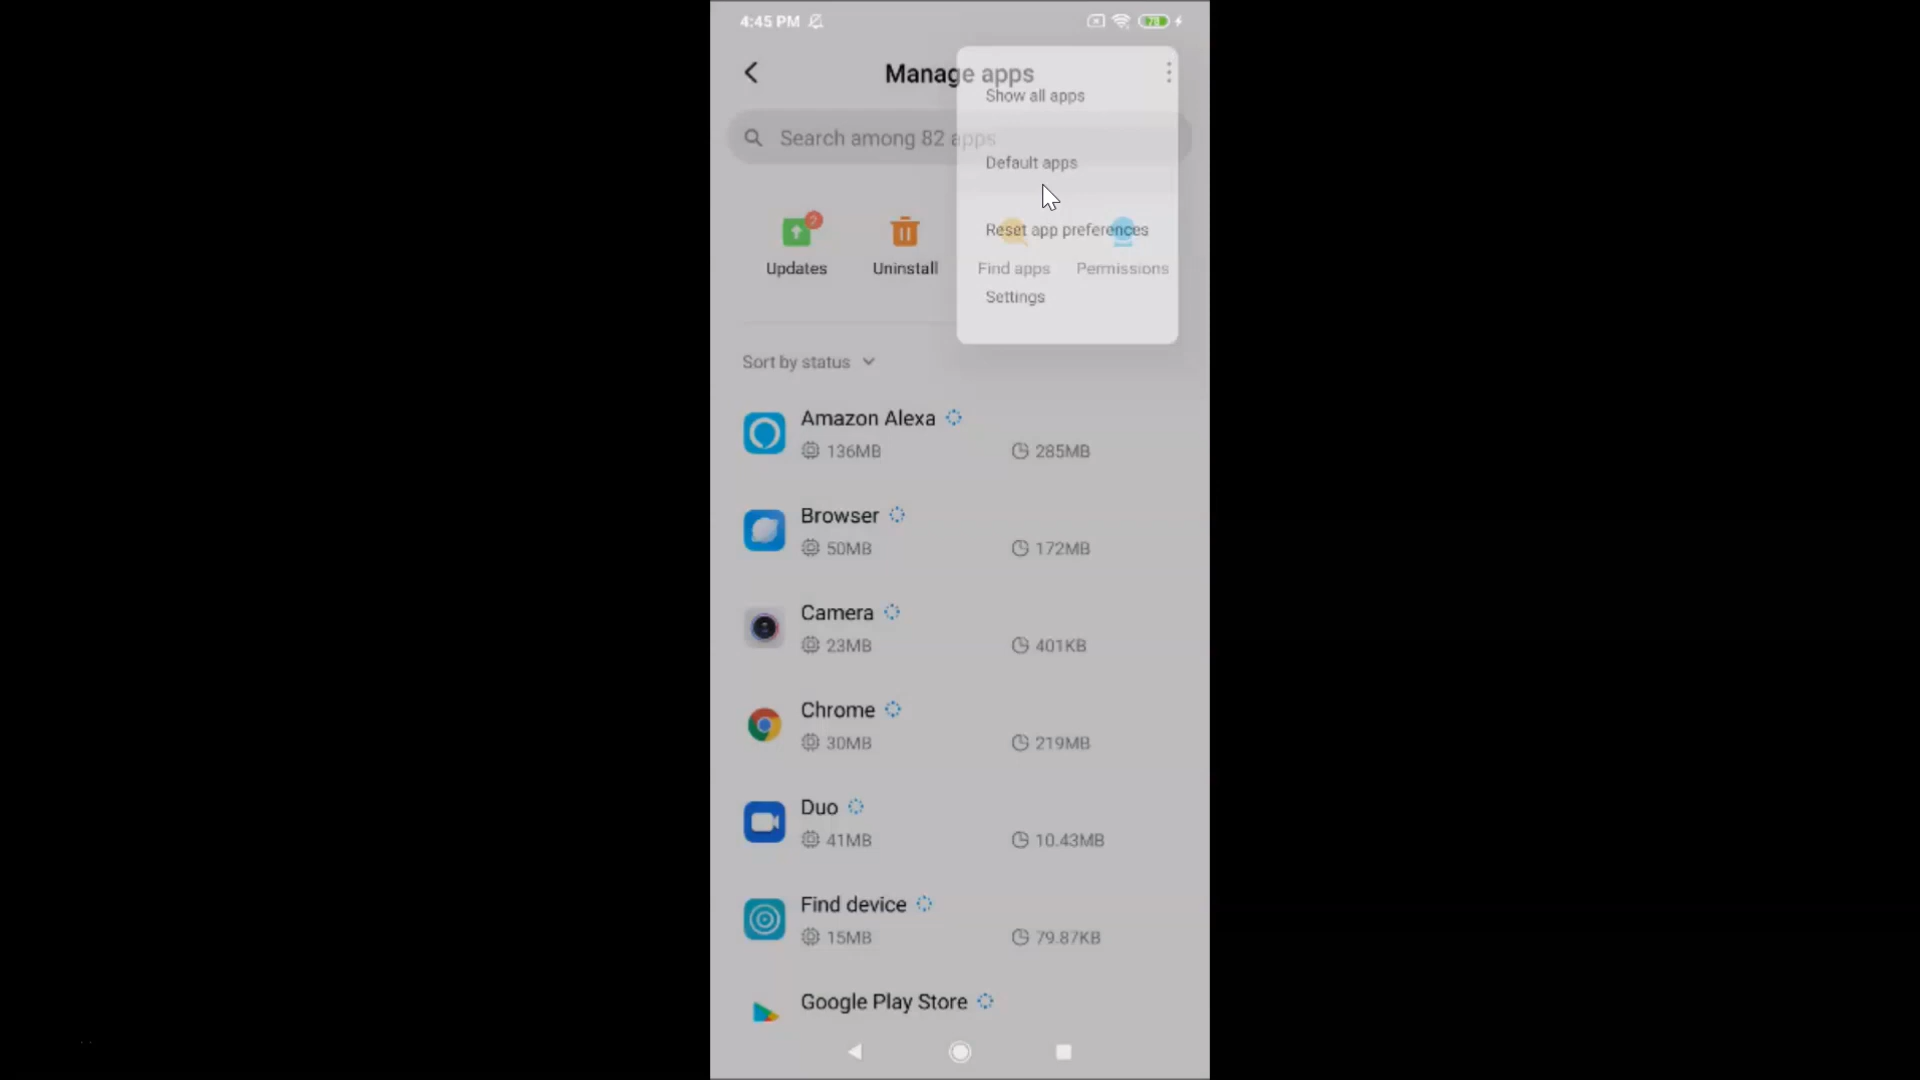 4:45 PM
78
Manage apps
Show all apps
Search among 82 apps
Default apps
Reset app preferences
2
Updates
Uninstall
Find apps
Permissions
Settings
Sort by status
Amazon Alexa
136MB
285MB
Browser
50MB
172MB
Camera
23MB
401KB
Chrome
30MB
219MB
Duo
41MB
10.43MB
Find device
15MB
79.87KB
Google Play Store